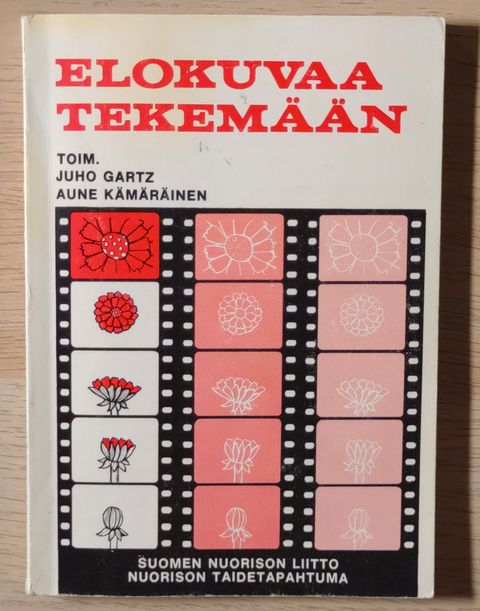 ELOKUVAA
TEKEMÄÄN
TOIM.
JUHO GARTZ
AUNE KÄMÄRÄINEN
SUOMEN NUORISON LIITTO
NUORISON TAIDETAPAHTUMA